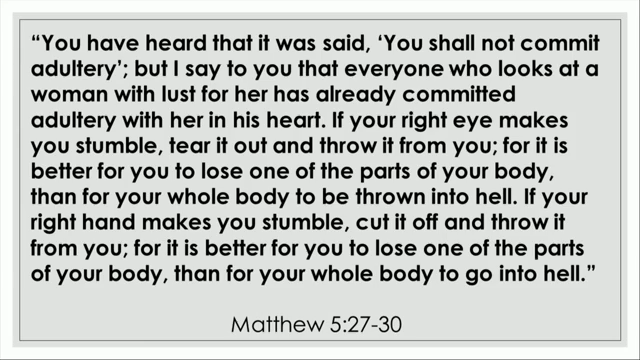 “You have heard that it was said, ‘You shall not commit
adultery’; but I say to you that everyone who looks at a
woman with lust for her has already committed
adultery with her in his heart. If your right eye makes
you stumble, tear it out and throw it from you; for it is
better for you to lose one of the parts of your body,
than for your whole body to be thrown into hell. If your
right hand makes you stumble, cut it off and throw it
from you; for it is better for you to lose one of the parts
of your body, than for your whole body to go into hell.”
Matthew 5:27-30